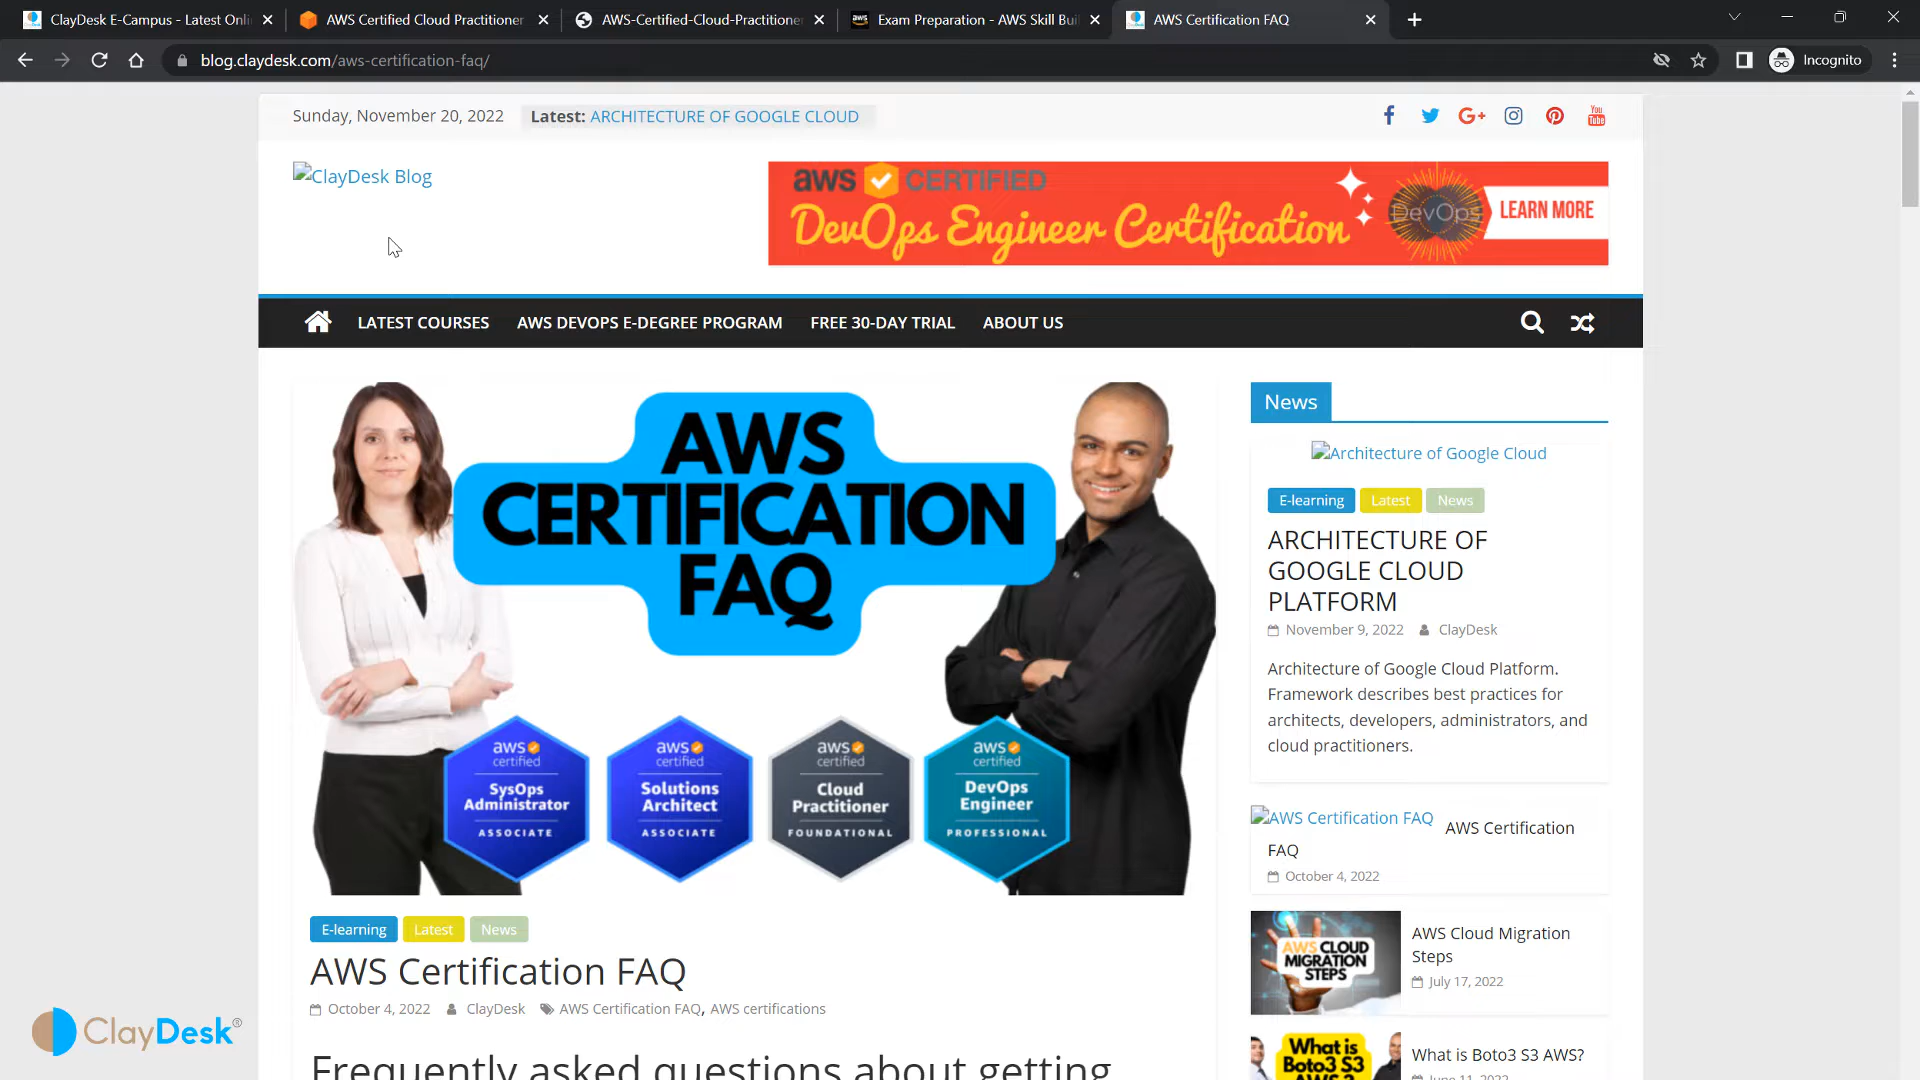 ClayDesk E-Campus - Latest Onli
AWS Certified Cloud Practitioner
AWS-Certified-Cloud-Practitione
Exam Preparation - AWS Skill Bui
AWS Certification FAQ
blog.claydesk.com/aws-certification-faq/
Incognito
Sunday, November 20, 2022
Latest: ARCHITECTURE OF GOOGLE CLOUD
You Tube
ClayDesk Blog
aws CERTIFIED
DevOps Engineer Certification
DevOps
LEARN MORE
LATEST COURSES
AWS DEVOPS E-DEGREE PROGRAM
FREE 30-DAY TRIAL
ABOUT US
AWS
CERTIFICATION
FAQ
aws certified
SysOps
Administrator
ASSOCIATE
aws certified
Solutions
Architect
ASSOCIATE
aws certified
Cloud
Practitioner
FOUNDATIONAL
aws certified
DevOps
Engineer
PROFESSIONAL
E-learning
Latest
News
AWS Certification FAQ
October 4, 2022 ClayDesk AWS Certification FAQ, AWS certifications
Frequently asked questions about getting
News
Architecture of Google Cloud
E-learning
Latest
News
ARCHITECTURE OF
GOOGLE CLOUD
PLATFORM
November 9, 2022 ClayDesk
Architecture of Google Cloud Platform.
Framework describes best practices for
architects, developers, administrators, and
cloud practitioners.
AWS Certification FAQ
AWS Certification
FAQ
October 4, 2022
AWS CLOUD
MIGRATION
STEPS
AWS Cloud Migration
Steps
July 17, 2022
What is
Boto3 S3
What is Boto3 S3 AWS?
June 11, 2022
ClayDesk®